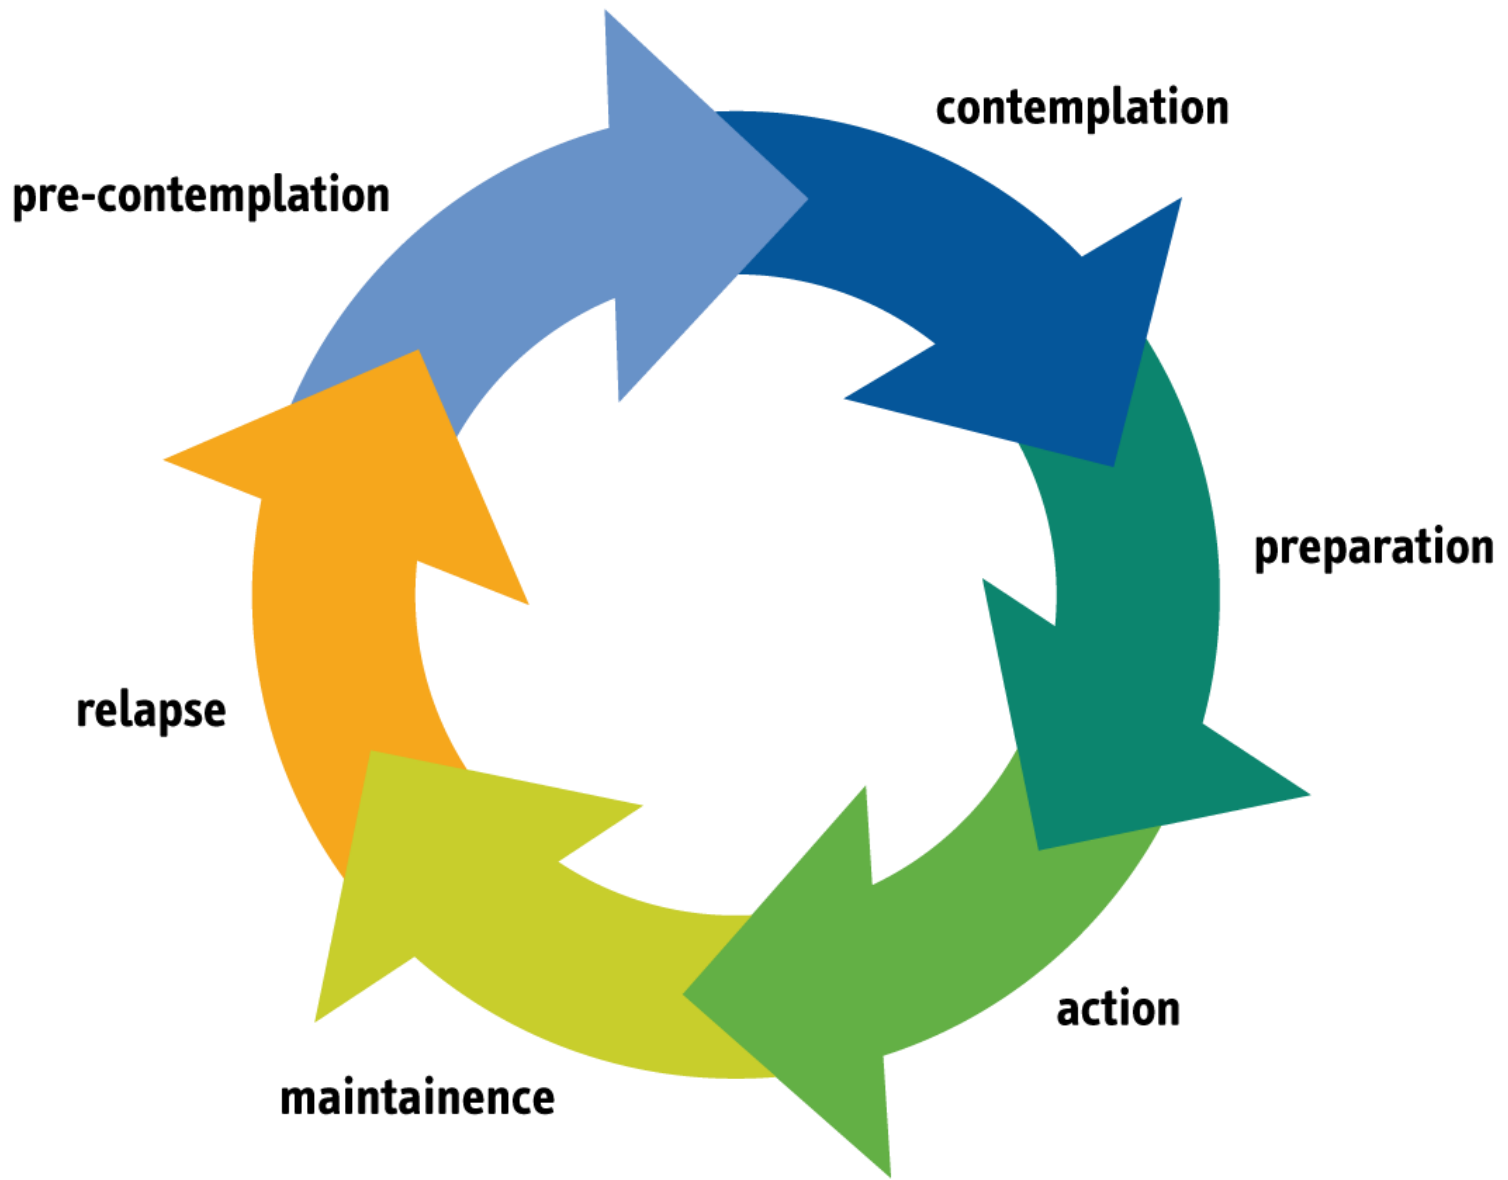 contemplation
pre-contemplation
preparation
relapse
action
maintainence